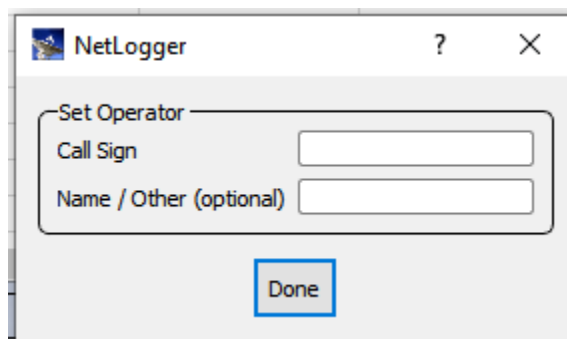 NetLogger ?
Set Operator
Call Sign
Name / Other (optional)
Done